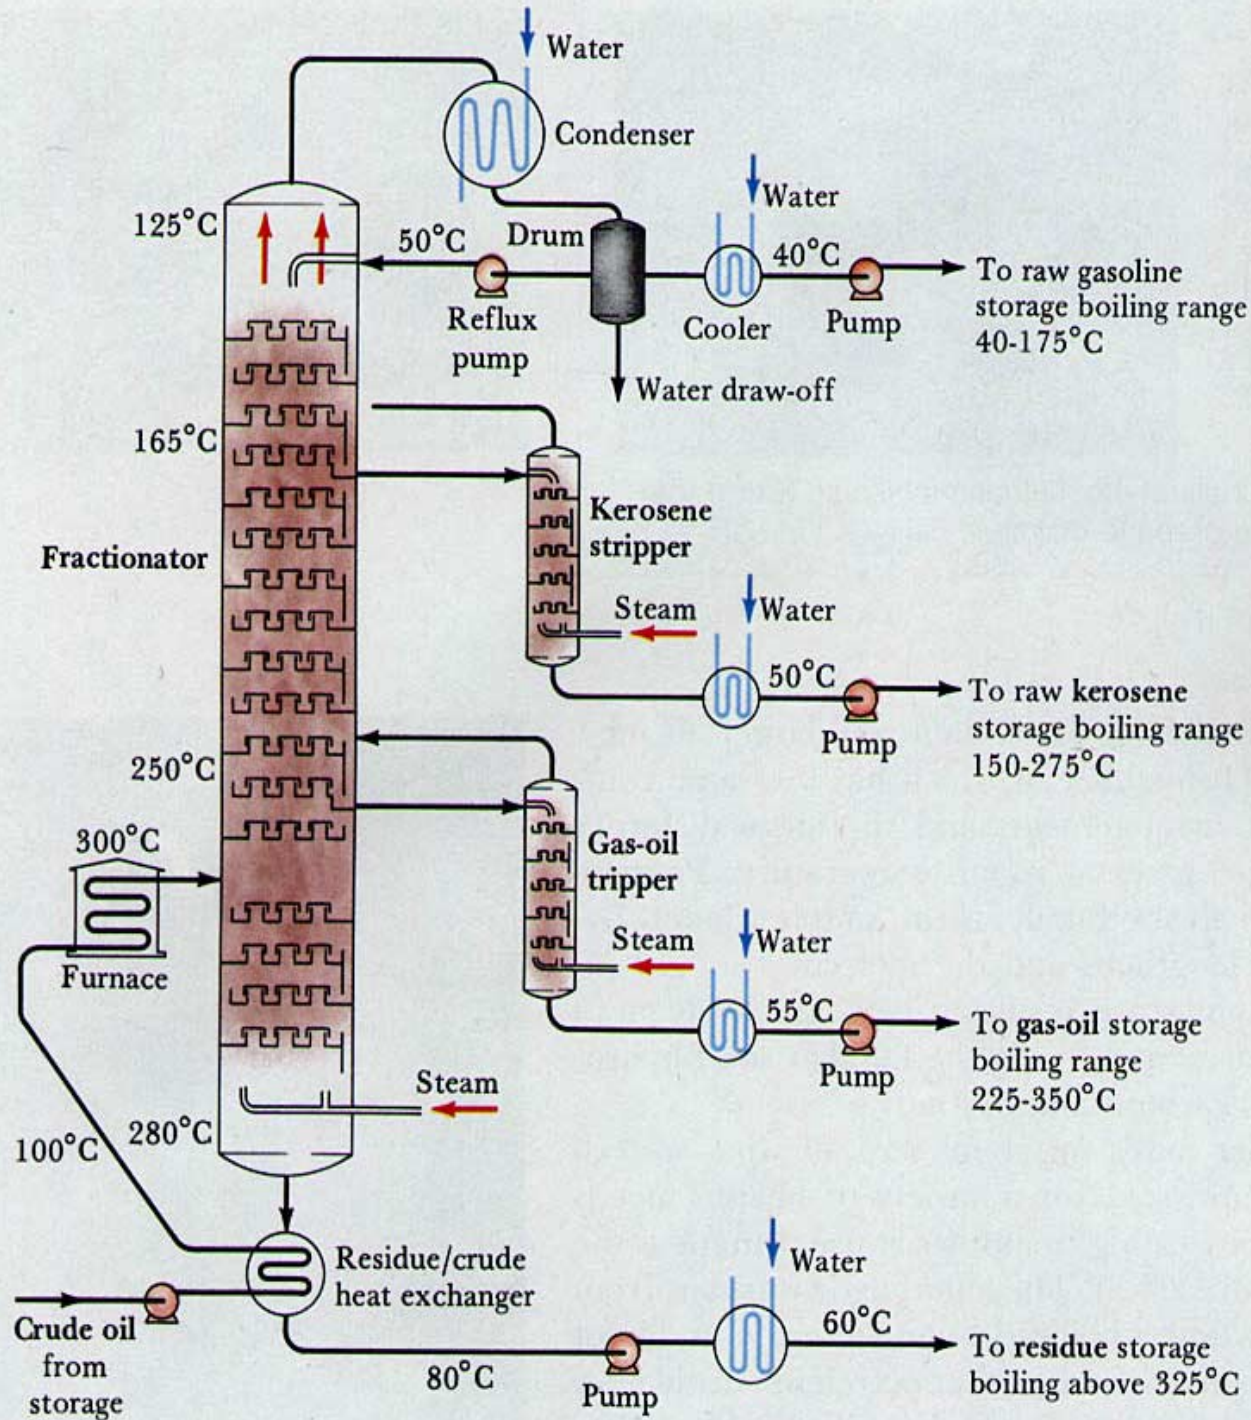 Water
Condenser
Water
125°C
50°C
Drum
40°C
To raw gasoline
storage boiling range
40-175°C
Reflux
pump
Cooler
Pump
Water draw-off
165°C
Kerosene
stripper
Fractionator
Steam
Water
50°C
To raw kerosene
storage boiling range
150-275°C
Pump
250°C
300°C
Gas-oil
tripper
Furnace
Steam
Water
55°C
To gas-oil storage
boiling range
225-350°C
Pump
Steam
280°C
100°C
Residue/crude
heat exchanger
Water
Crude oil
from
storage
80°C
Pump
60°C
To residue storage
boiling above 325°C